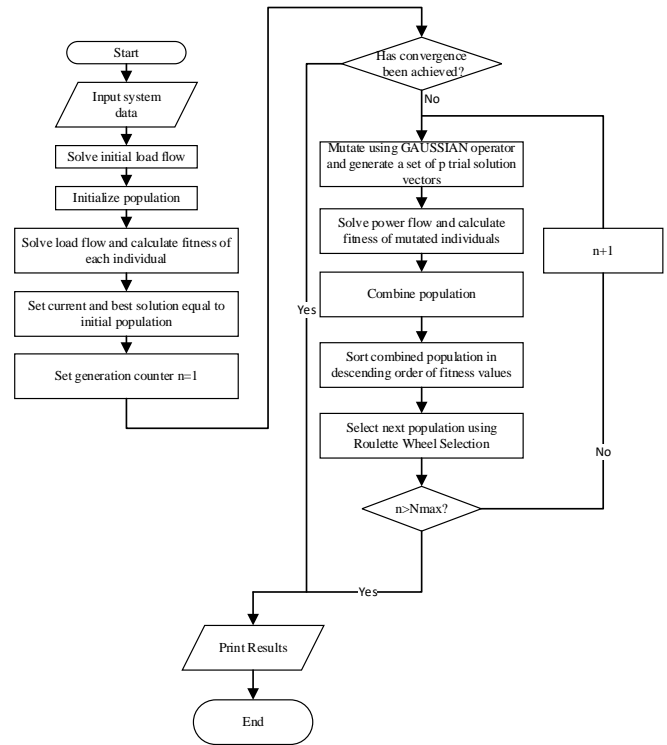 Start
Input system
data
Solve initial load flow
Initialize population
Solve load flow and calculate fitness of
each individual
Set current and best solution equal to
initial population
Set generation counter n=1
Has convergence
been achieved?
No
Mutate using GAUSSIAN operator
and generate a set of p trial solution
vectors
Solve power flow and calculate
fitness of mutated individuals
n+1
Combine population
Yes
Sort combined population in
descending order of fitness values
Select next population using
Roulette Wheel Selection
No
n>Nmax?
Yes
Print Results
End